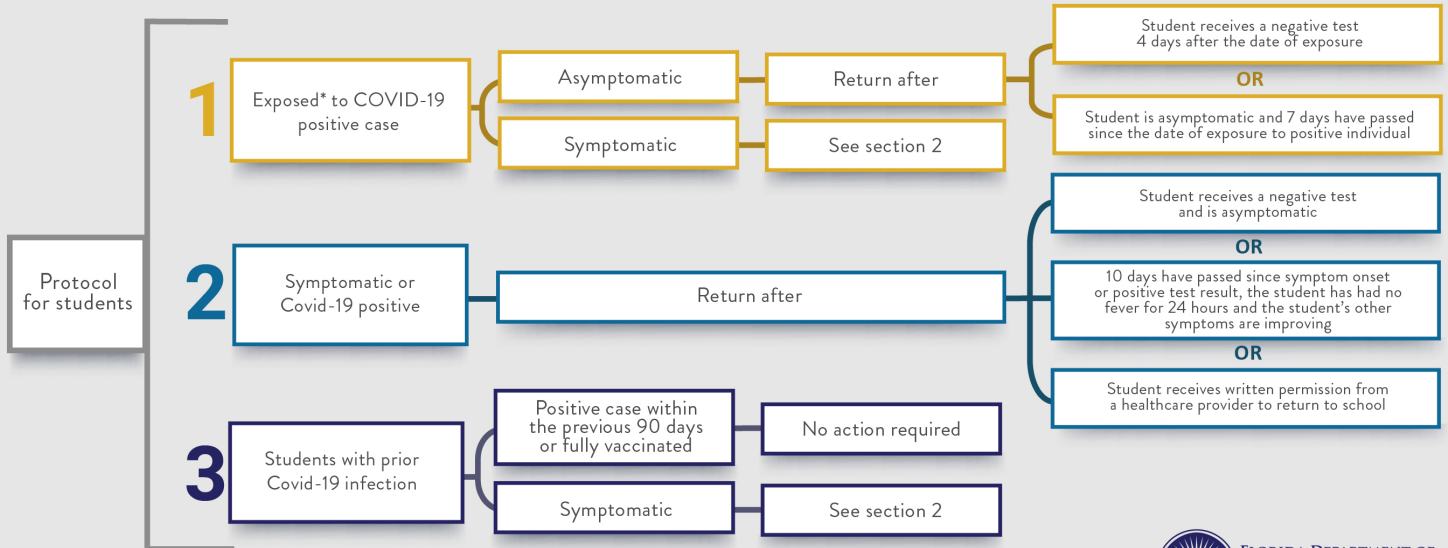 Protocol
for students
1
Exposed* to COVID-19
positive case
Asymptomatic
Return after
Student receives a negative test
4 days after the date of exposure
OR
Student is asymptomatic and 7 days have passed
since the date of exposure to positive individual
Symptomatic
See section 2
2
Symptomatic or
Covid-19 positive
Return after
Student receives a negative test
and is asymptomatic
OR
10 days have passed since symptom onset
or positive test result, the student has had no
fever for 24 hours and the student's other
symptoms are improving
OR
Student receives written permission from
a healthcare provider to return to school
3
Students with prior
Covid-19 infection
Positive case within
the previous 90 days
or fully vaccinated
No action required
Symptomatic
See section 2
FLORIDA DEPARTMENT OF